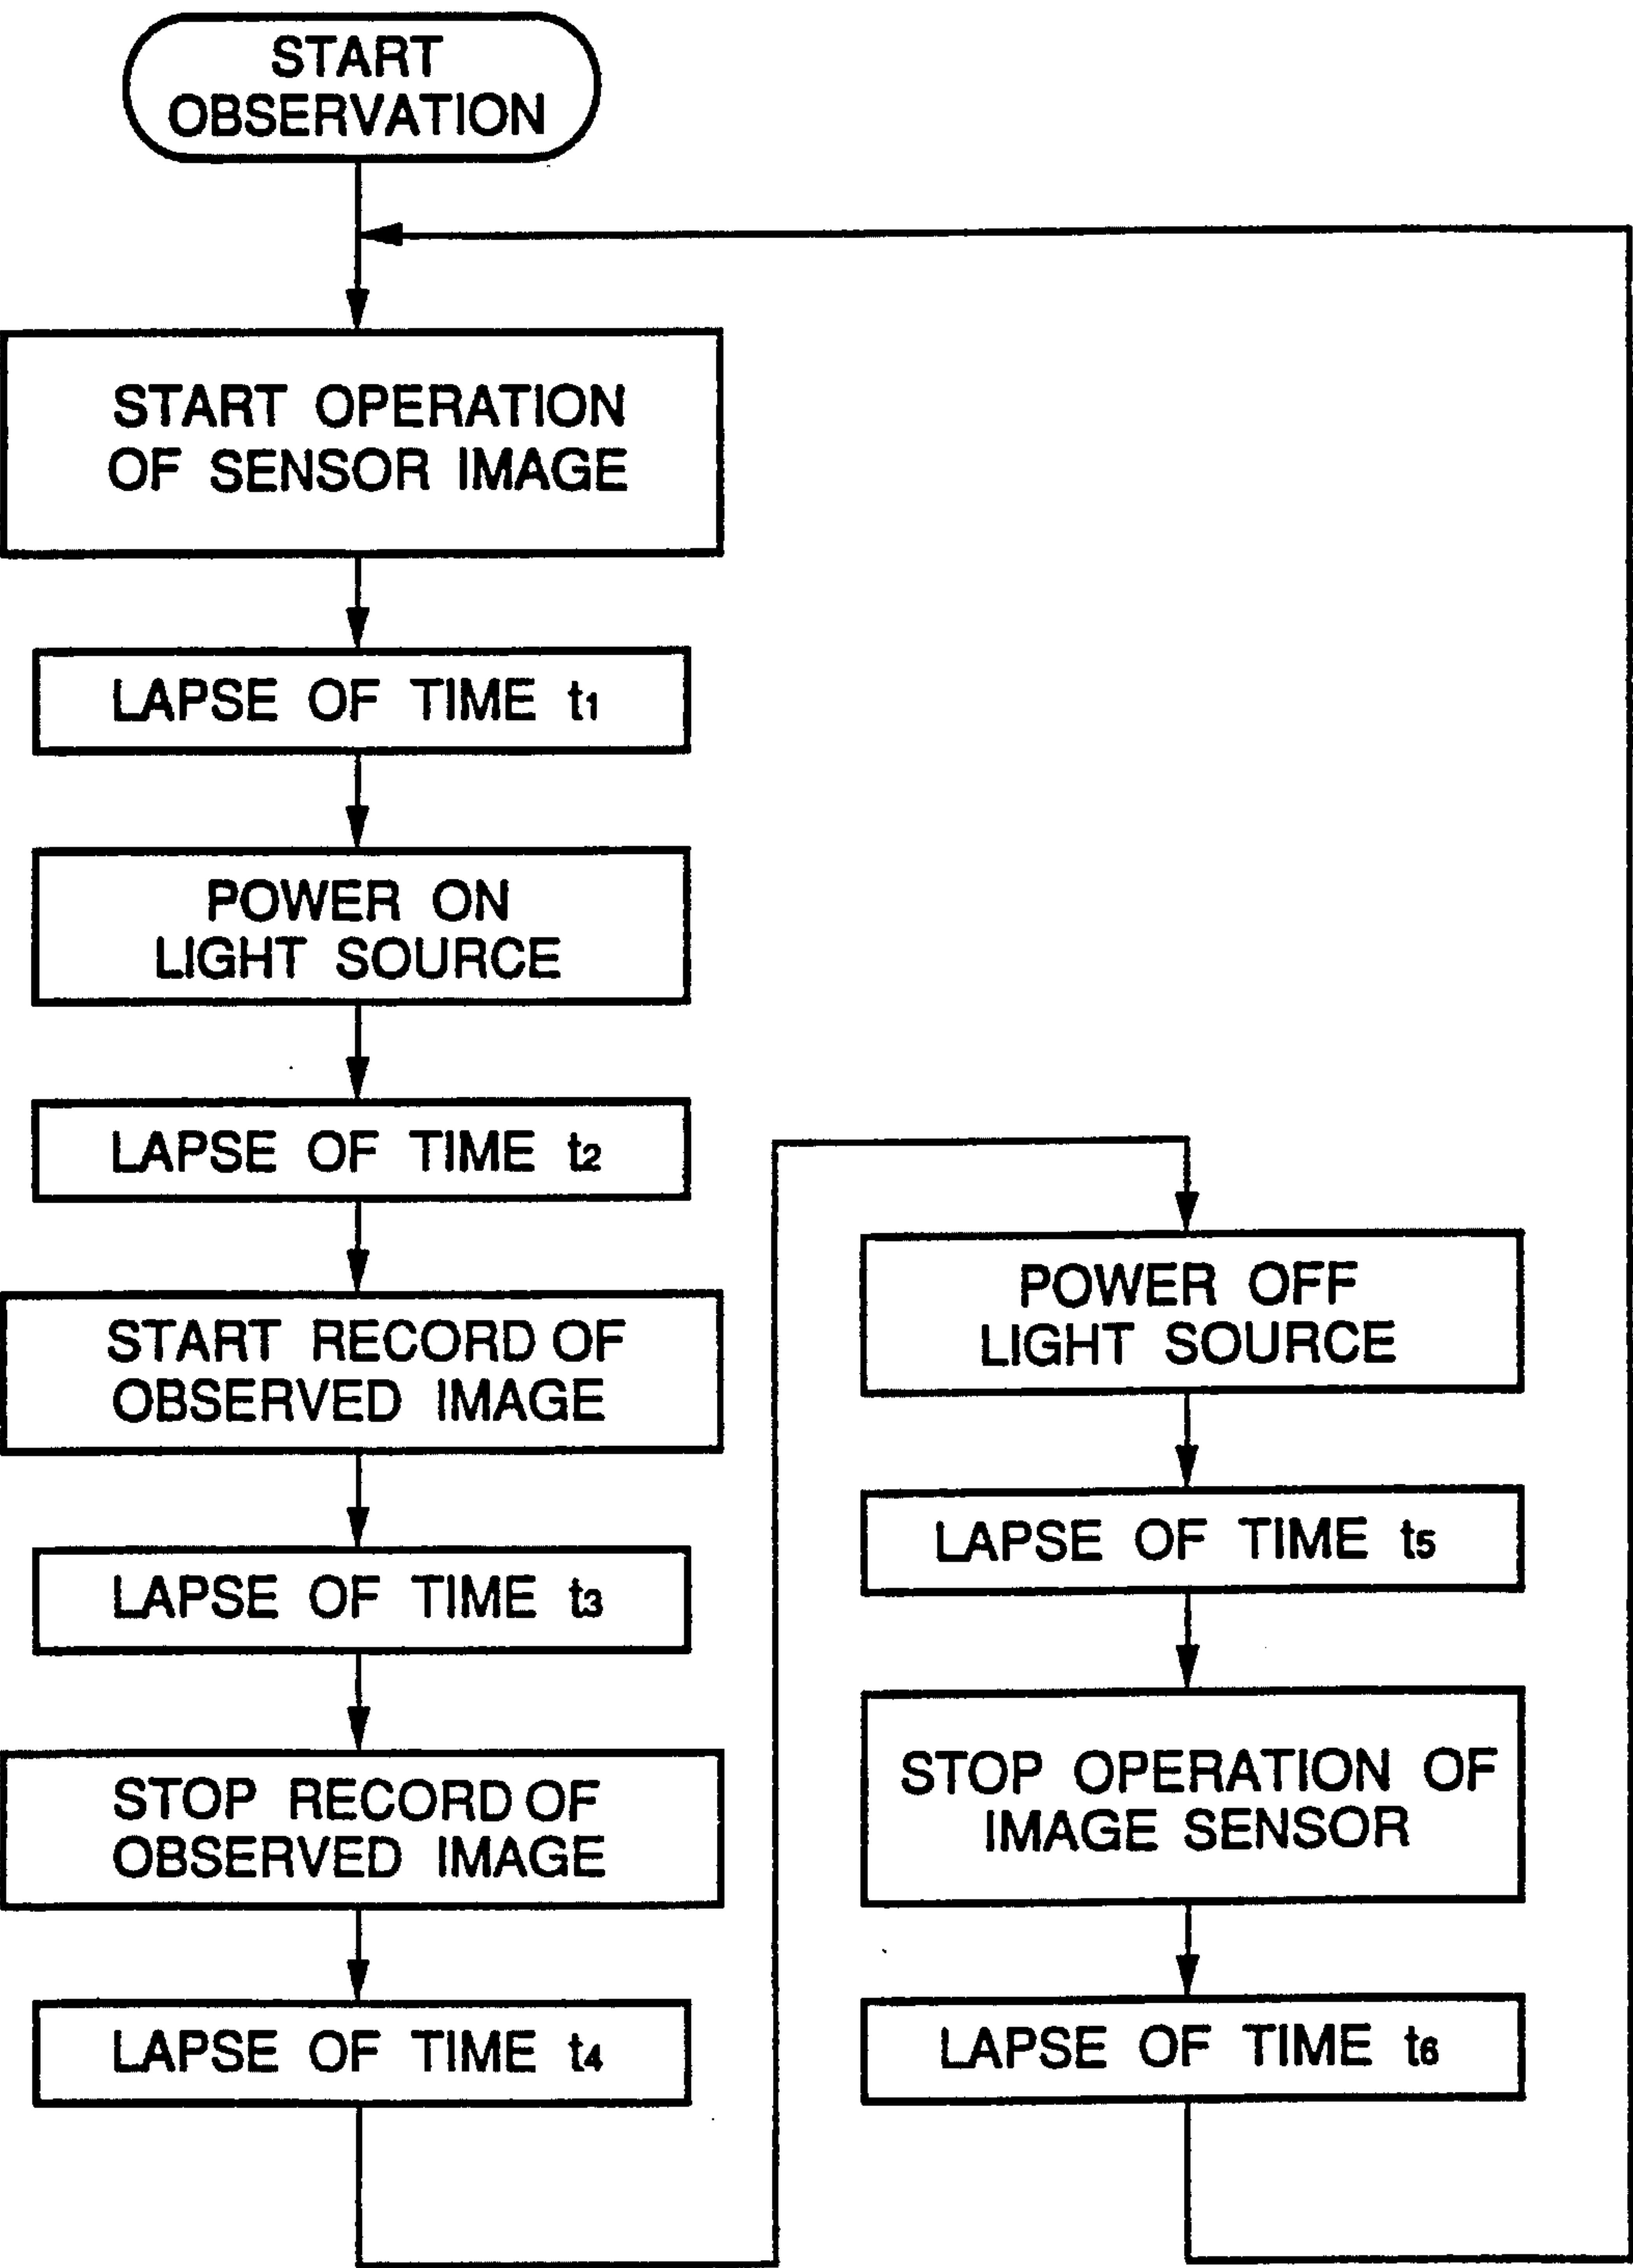 START
OBSERVATION
START OPERATION
OF SENSOR IMAGE
LAPSE OF TIME t1
POWER ON
LIGHT SOURCE
LAPSE OF TIME t2
START RECORD OF
OBSERVED IMAGE
LAPSE OF TIME t3
STOP RECORD OF
OBSERVED IMAGE
LAPSE OF TIME t4
POWER OFF
LIGHT SOURCE
LAPSE OF TIME t5
STOP OPERATION OF
IMAGE SENSOR
LAPSE OF TIME t6